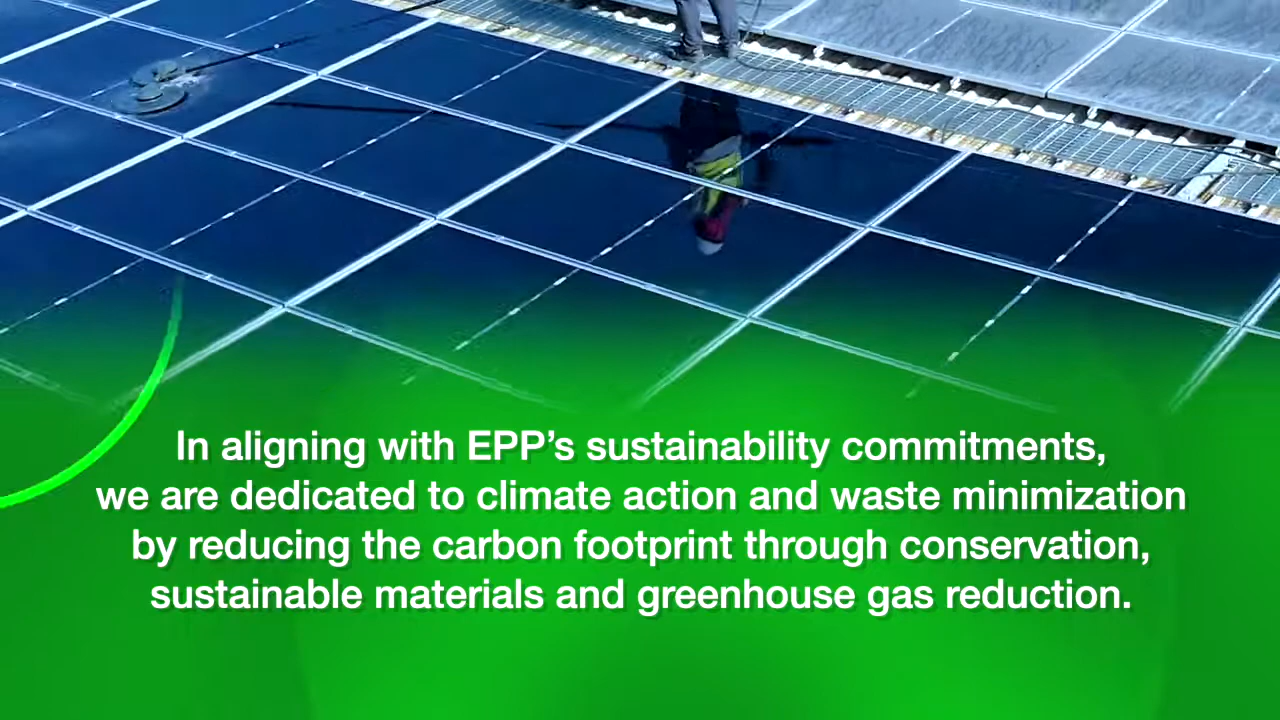 In aligning with EPP’s sustainability commitments,
we are dedicated to climate action and waste minimization
by reducing the carbon footprint through conservation,
sustainable materials and greenhouse gas reduction.